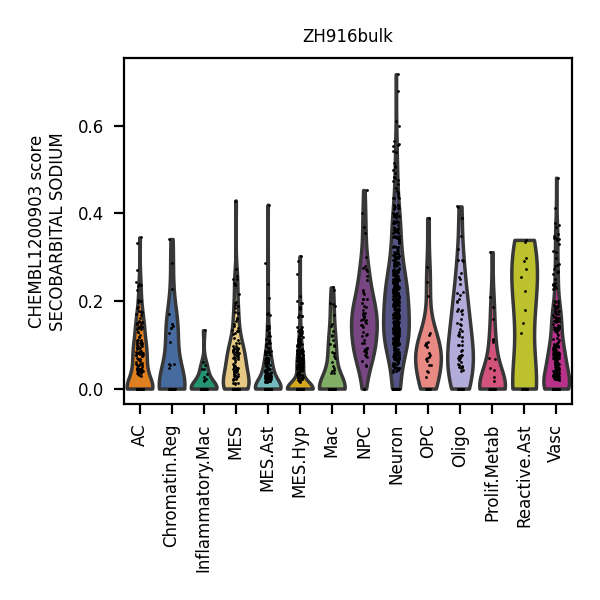 ZH916bulk
CHEMBL1200903 score
SECOBARBITAL SODIUM
0.6
0.4
0.2
0.0
AC
Chromatin.Reg
Inflammatory.Mac
MES
MES.Ast
MES.Hyp
Mac
NPC
Neuron
OPC
Oligo
Prolif.Metab
Reactive.Ast
Vasc